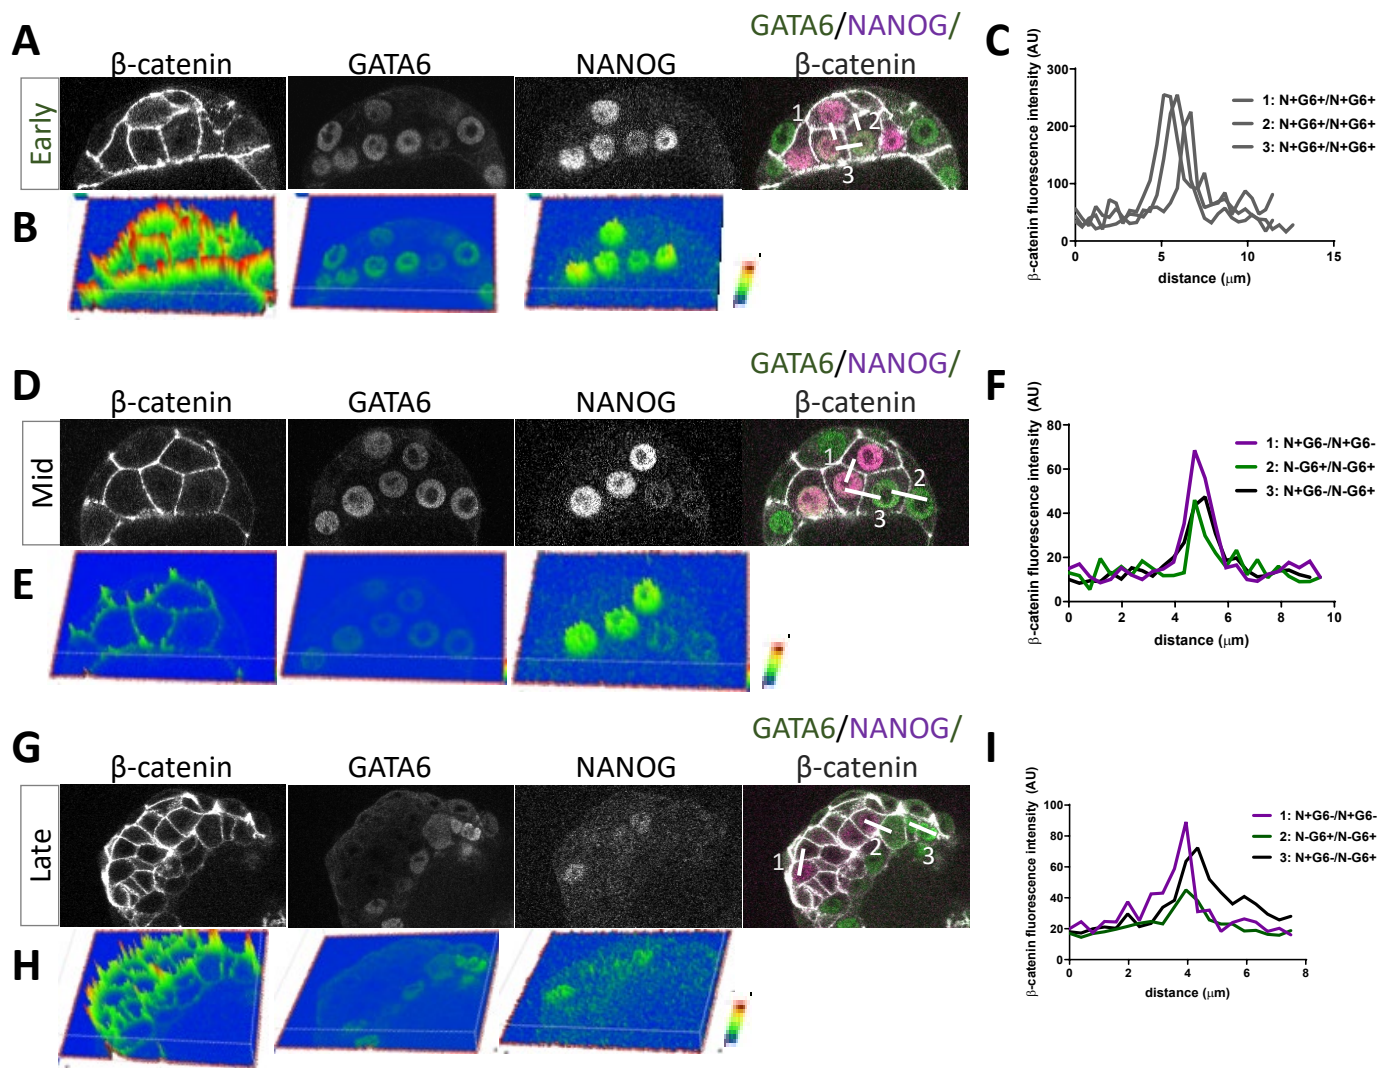 GATA6/NANOG/
A
β-catenin GATA6 NANOG β-catenin
Early
1
2
3
B
C
β-catenin fluorescence intensity (AU)
300
200
100
0
0 5 10 15
distance (μm)
1: N+G6+/N+G6+
2: N+G6+/N+G6+
3: N+G6+/N+G6+
GATA6/NANOG/
D
β-catenin GATA6 NANOG β-catenin
Mid
1
2
3
E
F
β-catenin fluorescence intensity (AU)
80
60
40
20
0
0 2 4 6 8 10
distance (μm)
1: N+G6-/N+G6-
2: N-G6+/N-G6+
3: N+G6-/N-G6+
GATA6/NANOG/
G
β-catenin GATA6 NANOG β-catenin
Late
1
2
3
H
I
β-catenin fluorescence intensity (AU)
100
80
60
40
20
0
0 2 4 6 8
distance (μm)
1: N+G6-/N+G6-
2: N-G6+/N-G6+
3: N+G6-/N-G6+